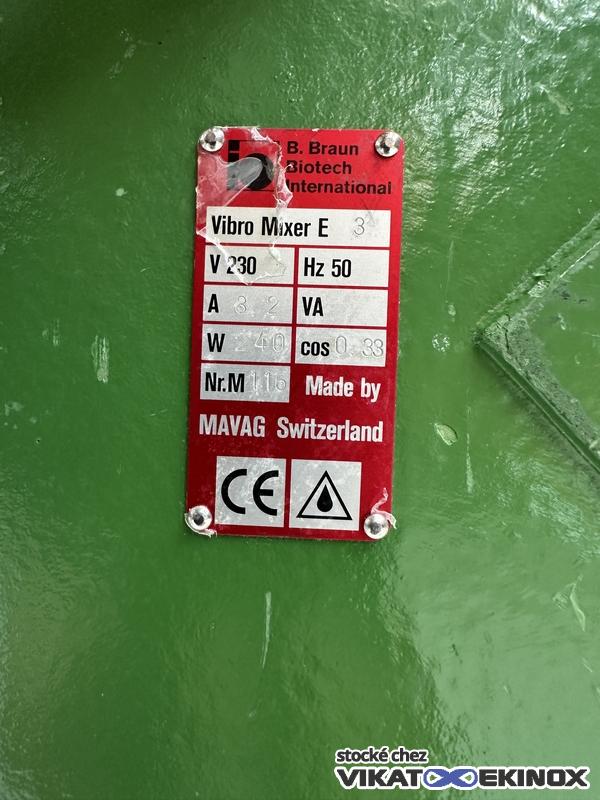 B. Braun
Biotech
International
Vibro Mixer E 3
V 230 Hz 50
A 3.2 VA
W 240 cos 0.33
Nr.M 116 Made by
MAVAG Switzerland
CE
stocké chez
VIKAT EKINOX